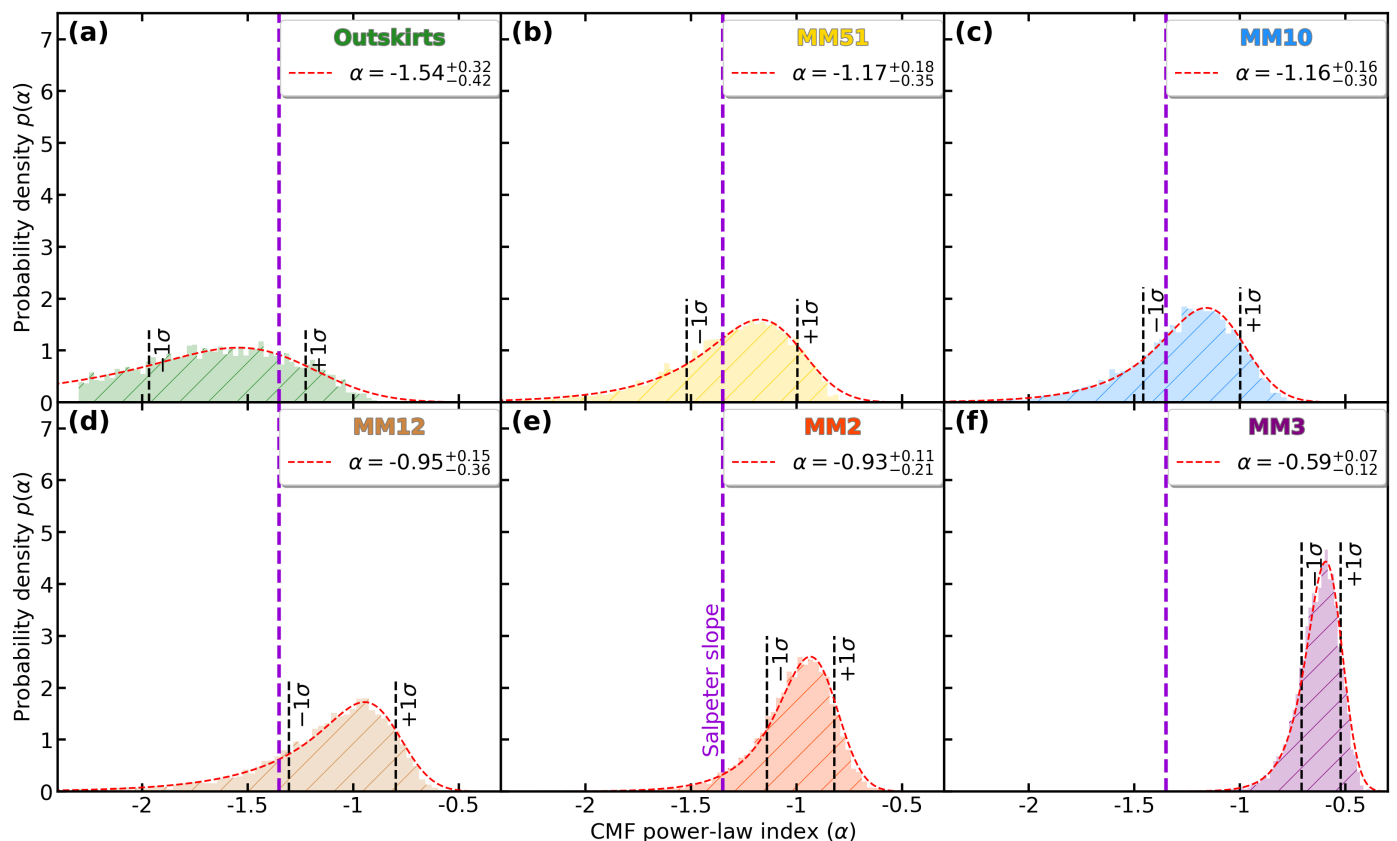 (a)
Outskirts
α = -1.54 +0.32 −0.42
−1σ
+1σ
(b)
MM51
α = -1.17 +0.18 −0.35
−1σ
+1σ
(c)
MM10
α = -1.16 +0.16 −0.30
−1σ
+1σ
7
6
5
4
3
2
1
0
Probability density p(α)
(d)
MM12
α = -0.95 +0.15 −0.36
−1σ
+1σ
(e)
MM2
α = -0.93 +0.11 −0.21
−1σ
+1σ
Salpeter slope
(f)
MM3
α = -0.59 +0.07 −0.12
−1σ
+1σ
7
6
5
4
3
2
1
0
Probability density p(α)
-2 -1.5 -1 -0.5
-2 -1.5 -1 -0.5
-2 -1.5 -1 -0.5
CMF power-law index (α)